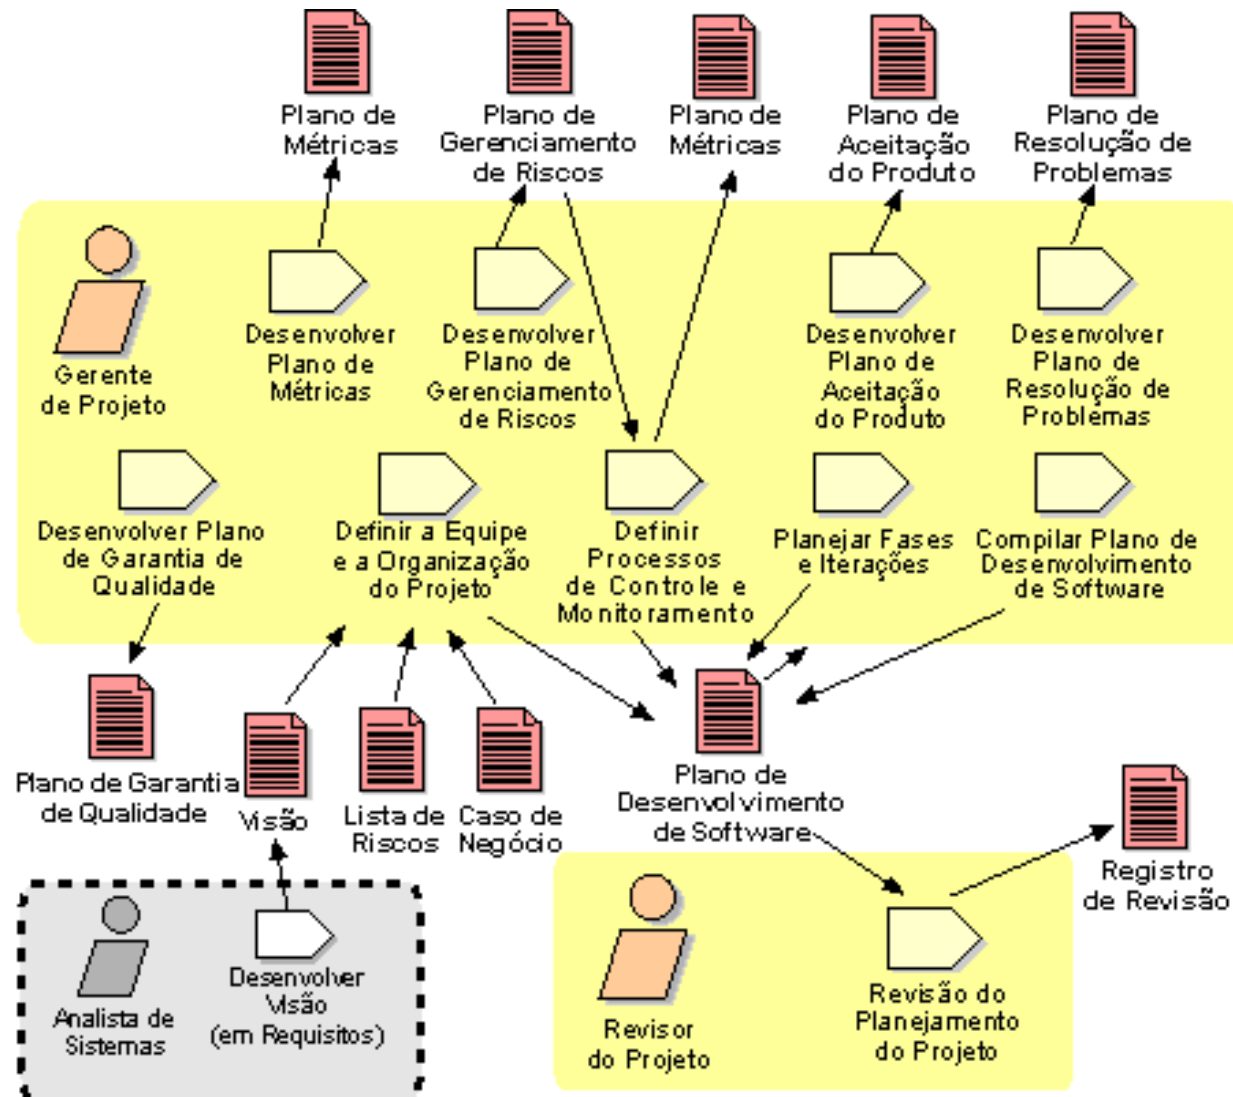 Plano de
Métricas
Plano de
Gerenciamento
de Riscos
Plano de
Métricas
Plano de
Aceitação
do Produto
Plano de
Resolução de
Problemas
Gerente
de Projeto
Desenvolver
Plano de
Métricas
Desenvolver
Plano de
Gerenciamento
de Riscos
Desenvolver
Plano de
Aceitação
do Produto
Desenvolver
Plano de
Resolução de
Problemas
Desenvolver Plano
de Garantia de
Qualidade
Definir a Equipe
e a Organização
do Projeto
Definir
Processos
de Controle e
Monitoramento
Planejar Fases
e Iterações
Compilar Plano de
Desenvolvimento
de Software
Plano de Garantia
de Qualidade
Visão
Lista de
Riscos
Caso de
Negócio
Plano de
Desenvolvimento
de Software
Registro
de Revisão
Analista de
Sistemas
Desenvolver
Visão
(em Requisitos)
Revisor
do Projeto
Revisão do
Planejamento
do Projeto